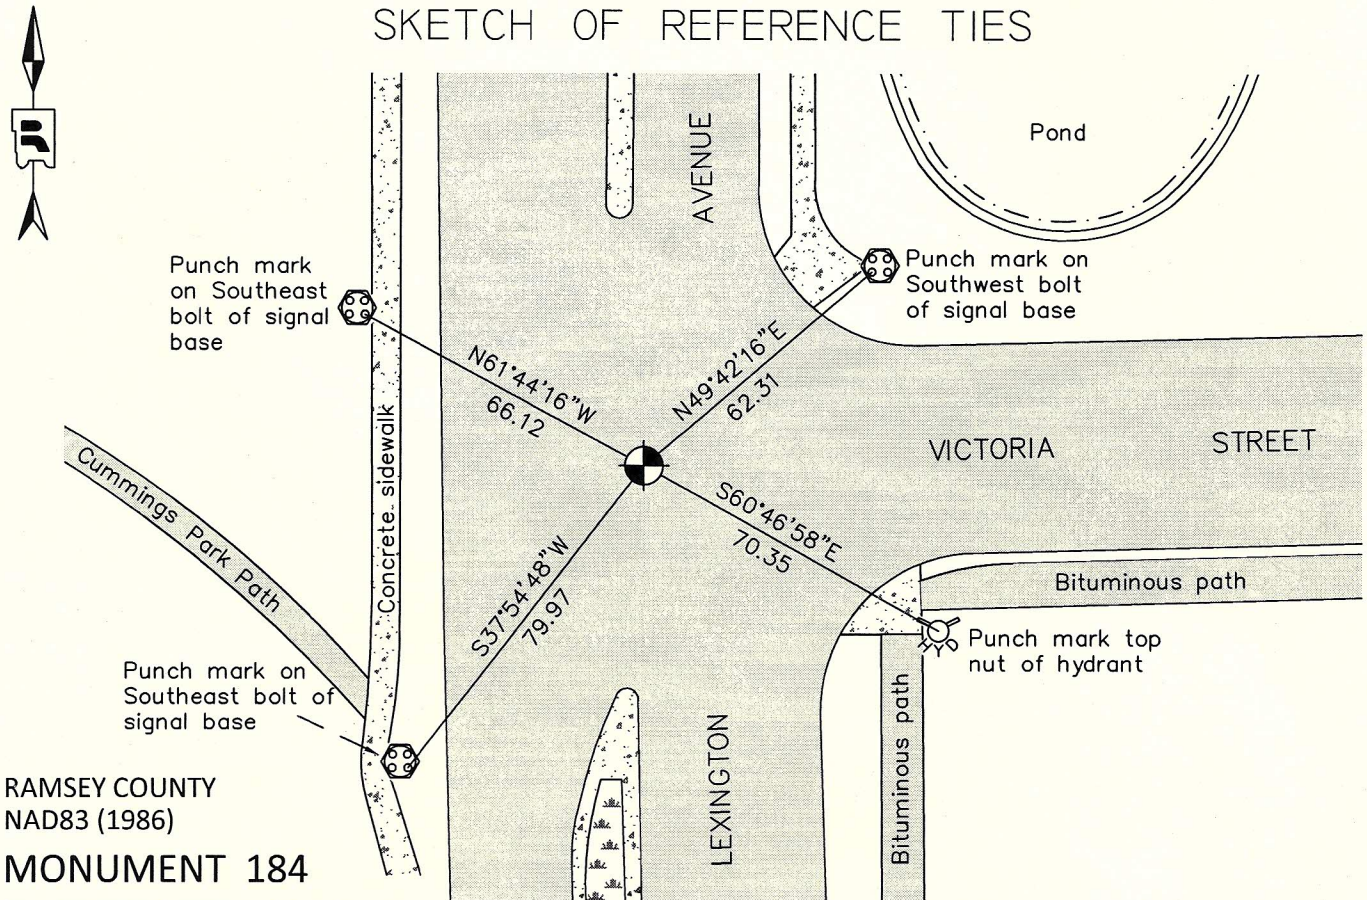 SKETCH OF REFERENCE TIES
AVENUE
Pond
Punch mark
on Southeast
bolt of signal
base
Punch mark on
Southwest bolt
of signal base
N61°44'16"W
66.12
N49°42'16"E
62.31
VICTORIA STREET
Cummings Park Path
Concrete sidewalk
S37°54'48"W
79.97
S60°46'58"E
70.35
Bituminous path
HYD
Punch mark top
nut of hydrant
Punch mark on
Southeast bolt of
signal base
LEXINGTON
Bituminous path
RAMSEY COUNTY
NAD83 (1986)
MONUMENT 184